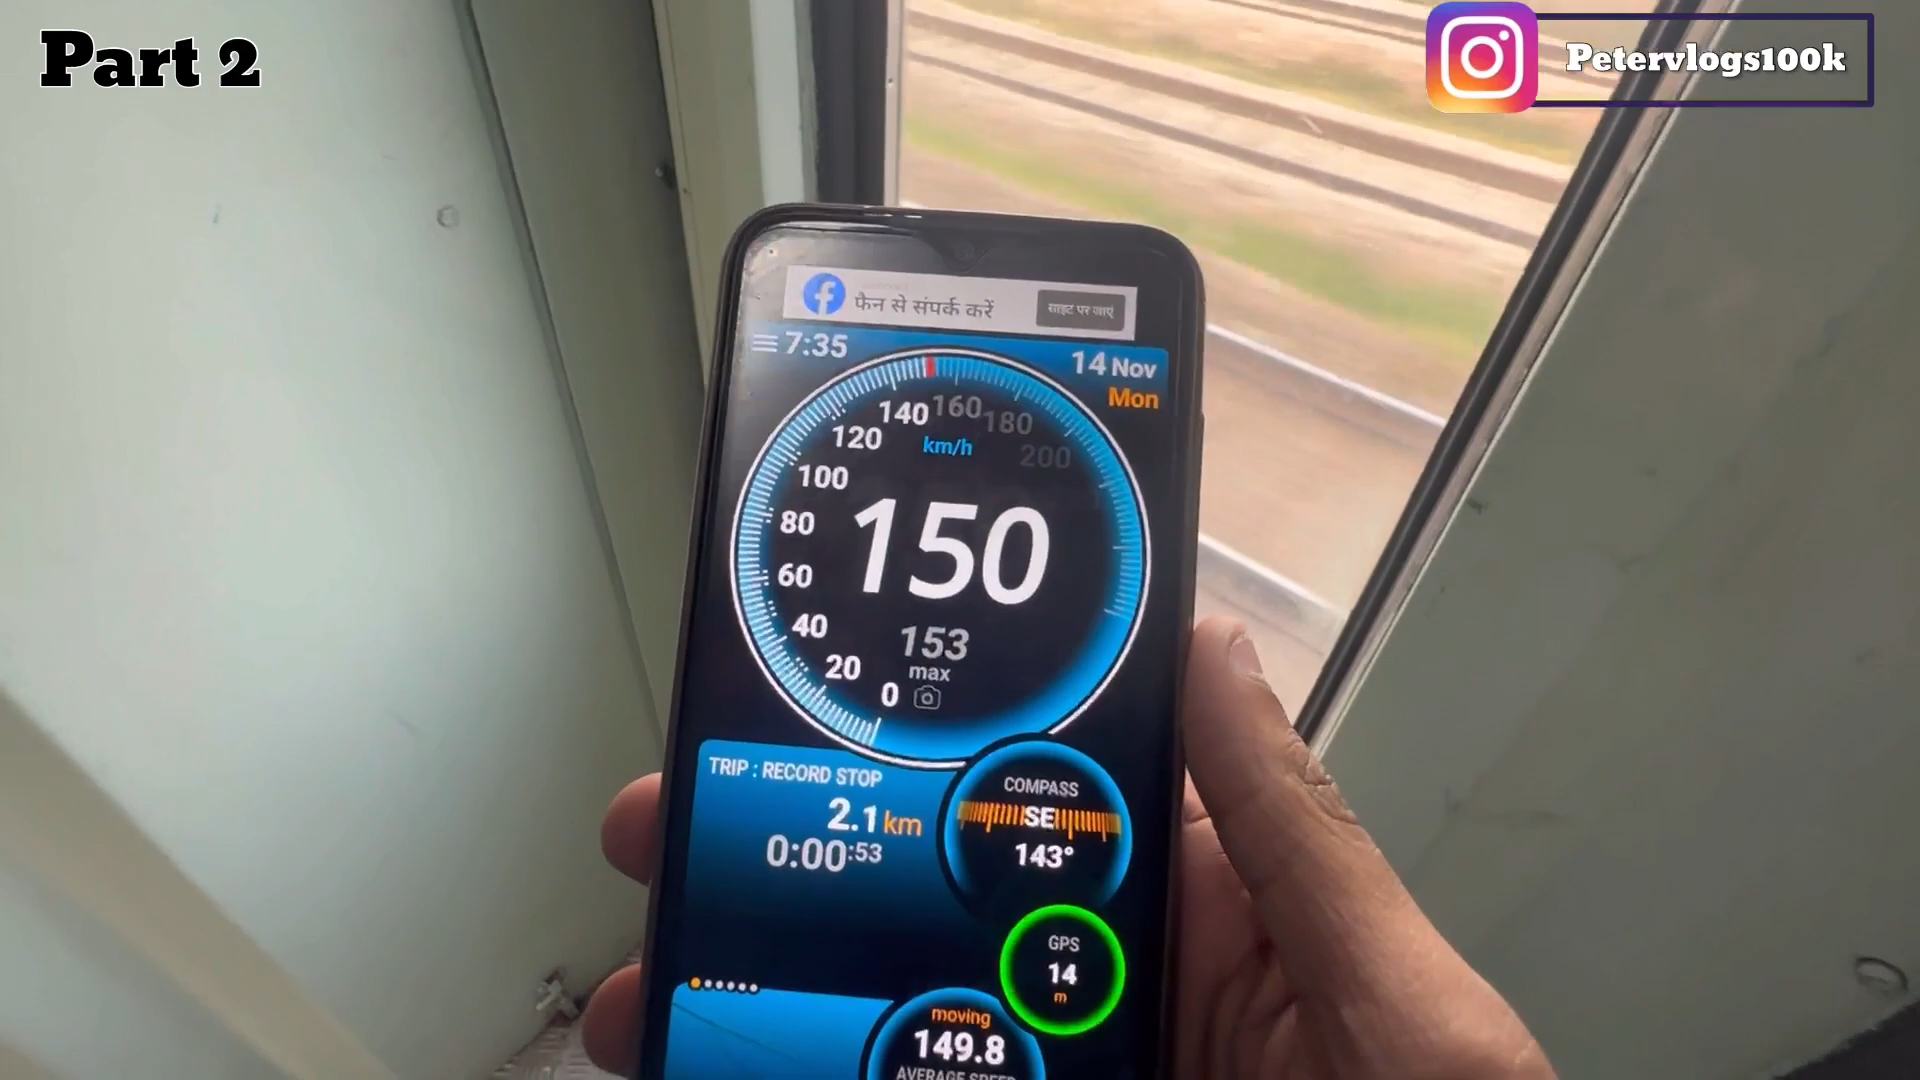 Part 2
Petervlogs100k
फैन से संपर्क करें
साइट पर जाएं
7:35
14 Nov
Mon
140 160 180
120 km/h 200
100
80
150
60
40
153
20
max
0
TRIP : RECORD STOP
2.1 km
0:00:53
COMPASS
SE
143°
GPS
14
m
moving
149.8
AVERAGE SPEED